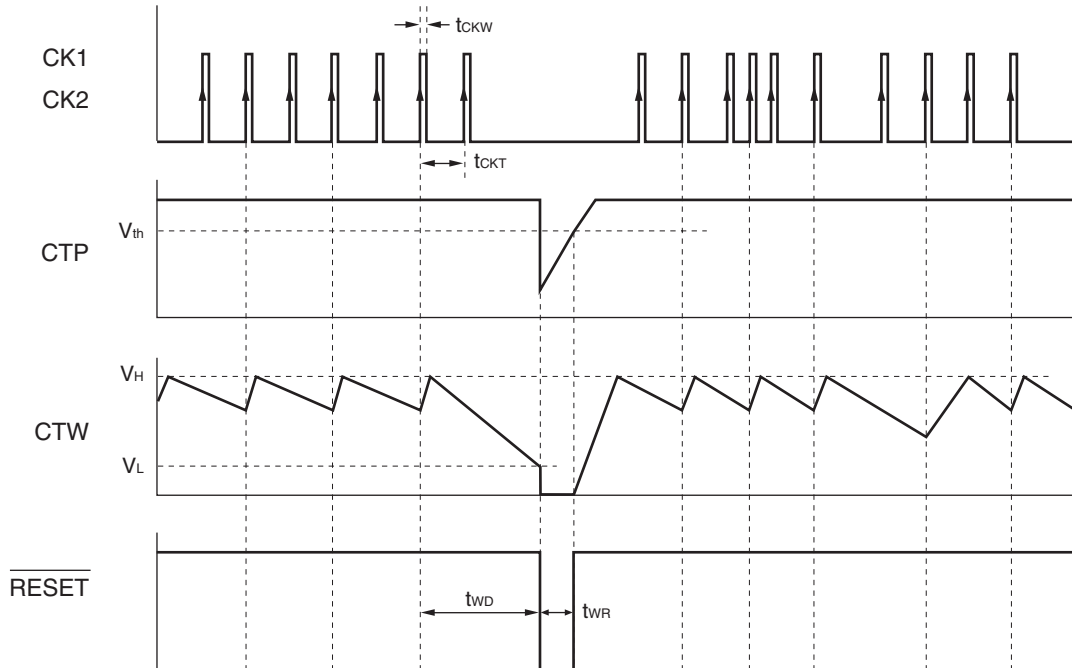 tCKW
CK1
CK2
tCKT
Vth
CTP
VH
CTW
VL
RESET
tWD
tWR